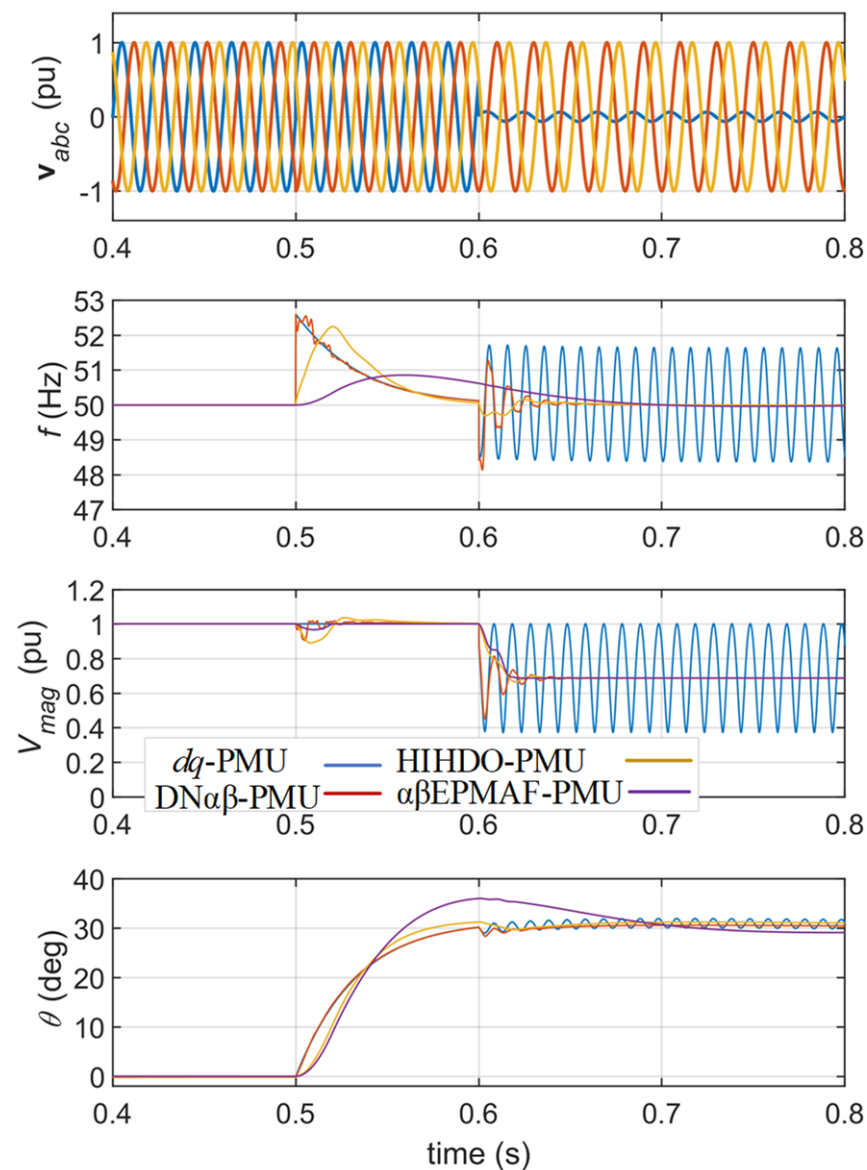 v_abc (pu)
1
0
-1
0.4 0.5 0.6 0.7 0.8
f (Hz)
53
52
51
50
49
48
47
0.4 0.5 0.6 0.7 0.8
V_mag (pu)
1.2
1
0.8
0.6
0.4
0.2
0
dq-PMU HIHDO-PMU
DNαβ-PMU αβEPMAF-PMU
0.4 0.5 0.6 0.7 0.8
θ (deg)
40
30
20
10
0
0.4 0.5 0.6 0.7 0.8
time (s)